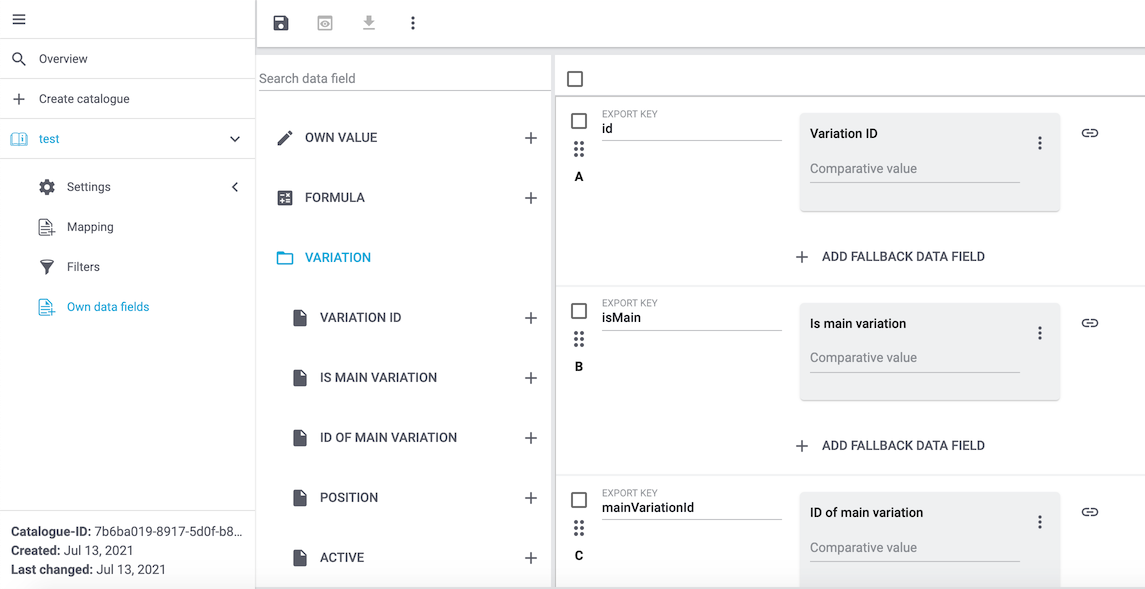 Overview
Create catalogue
test
Settings
Mapping
Filters
Own data fields
Catalogue-ID: 7b6ba019-8917-5d0f-b8...
Created: Jul 13, 2021
Last changed: Jul 13, 2021
Search data field
OWN VALUE
FORMULA
VARIATION
VARIATION ID
IS MAIN VARIATION
ID OF MAIN VARIATION
POSITION
ACTIVE
EXPORT KEY
id
A
Variation ID
Comparative value
ADD FALLBACK DATA FIELD
EXPORT KEY
isMain
B
Is main variation
Comparative value
ADD FALLBACK DATA FIELD
EXPORT KEY
mainVariationId
C
ID of main variation
Comparative value